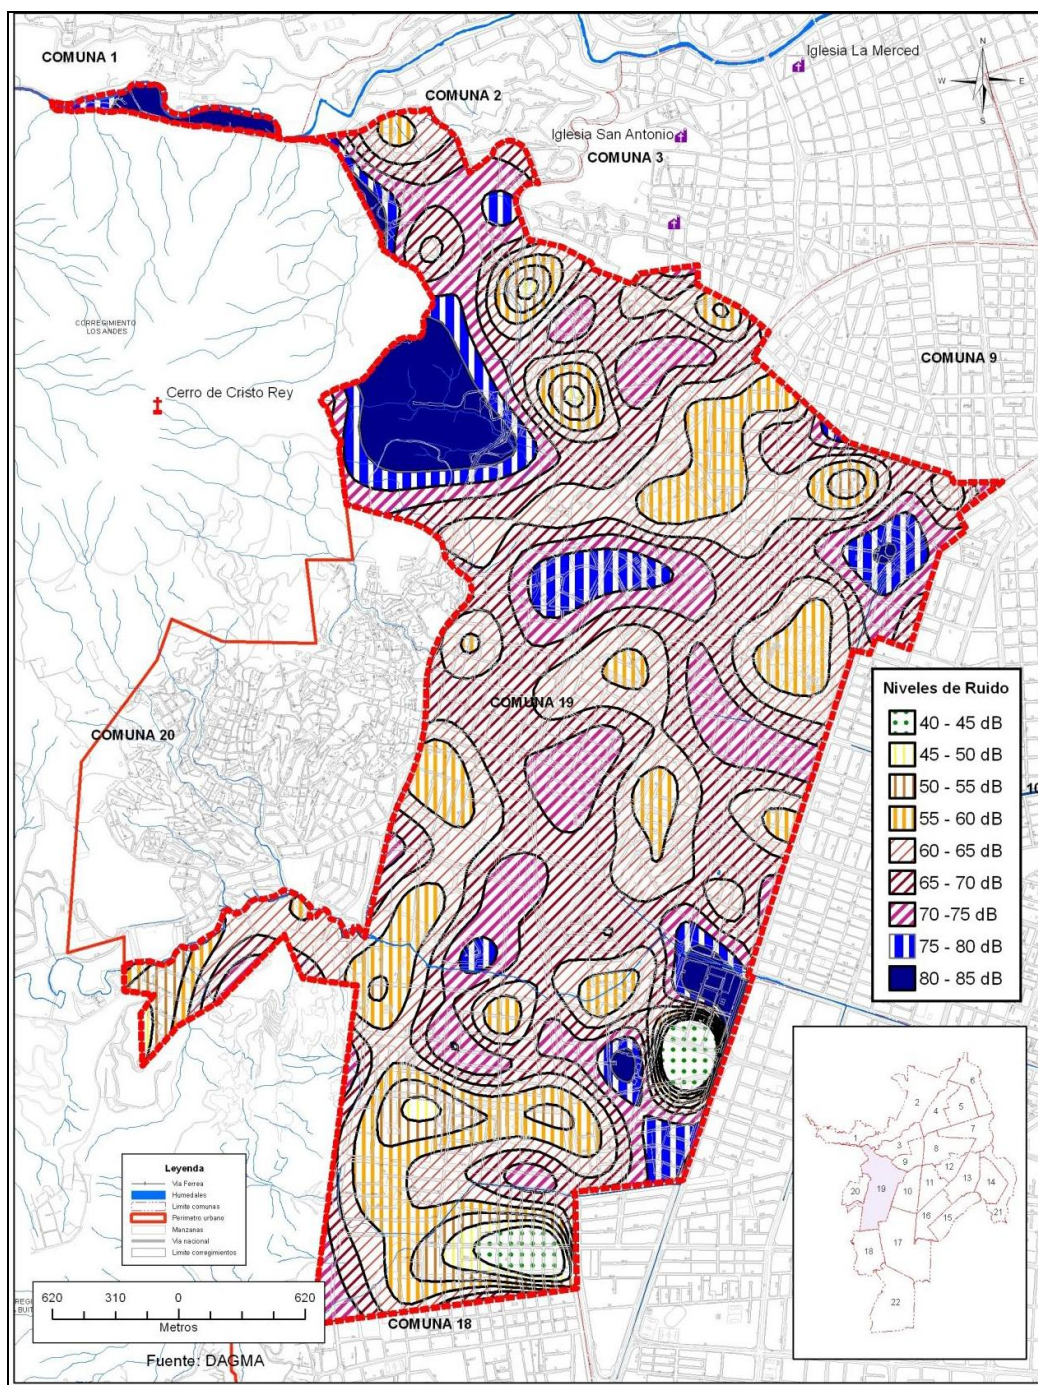 Iglesia La Merced
N
W
E
S
COMUNA 1
COMUNA 2
Iglesia San Antonio
COMUNA 3
CORREGIMIENTO
LOS ANDES
COMUNA 9
Cerro de Cristo Rey
COMUNA 19
COMUNA 20
Niveles de Ruido
40 - 45 dB
45 - 50 dB
50 - 55 dB
55 - 60 dB
60 - 65 dB
65 - 70 dB
70 -75 dB
75 - 80 dB
80 - 85 dB
10
Leyenda
Via Ferrea
Humedales
Limite comunas
Perimetro urbano
Manzanas
Via nacional
Limite corregimientos
620 310 0 620
Metros
COMUNA 18
Fuente: DAGMA
6
2
4
5
7
1
3
8
9
12
13
14
20
19
10
11
21
16
15
18
17
22